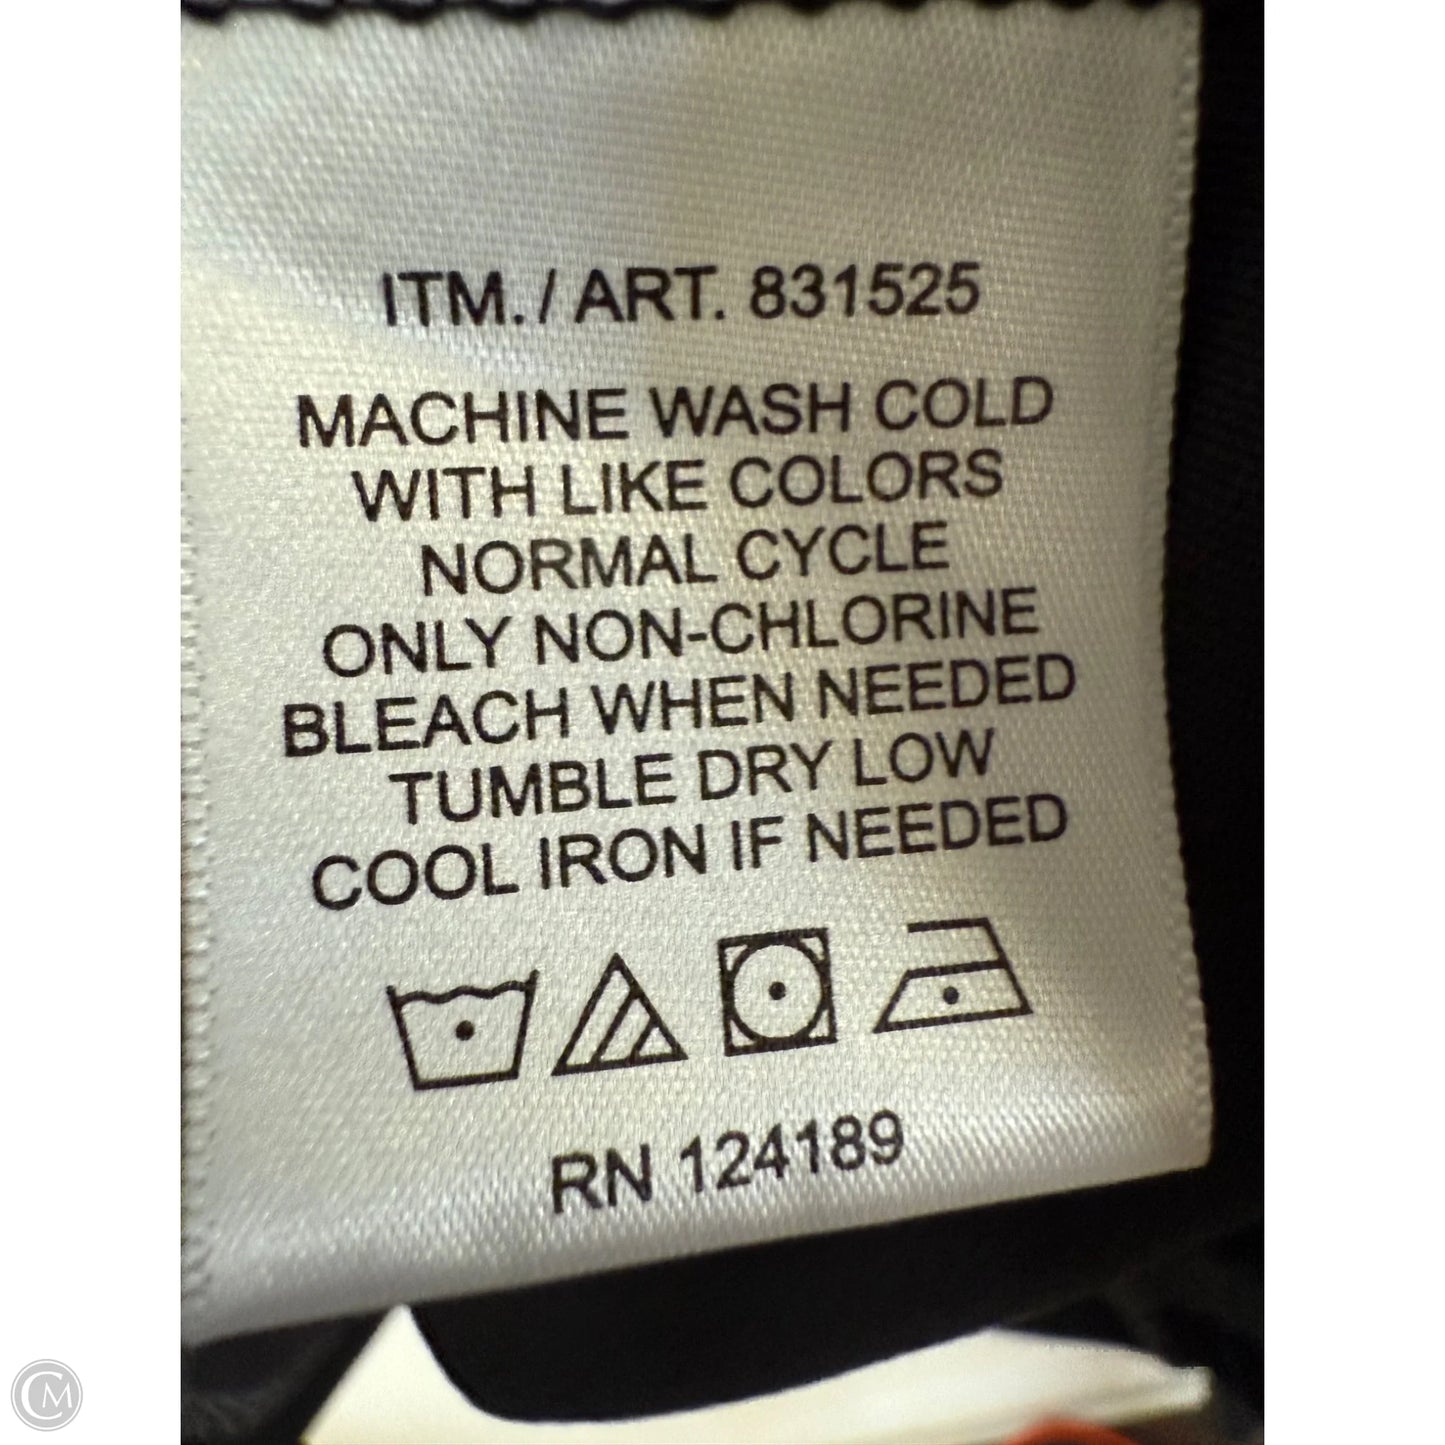 ITM. / ART. 831525
MACHINE WASH COLD
WITH LIKE COLORS
NORMAL CYCLE
ONLY NON-CHLORINE
BLEACH WHEN NEEDED
TUMBLE DRY LOW
COOL IRON IF NEEDED
RN 124189
CM